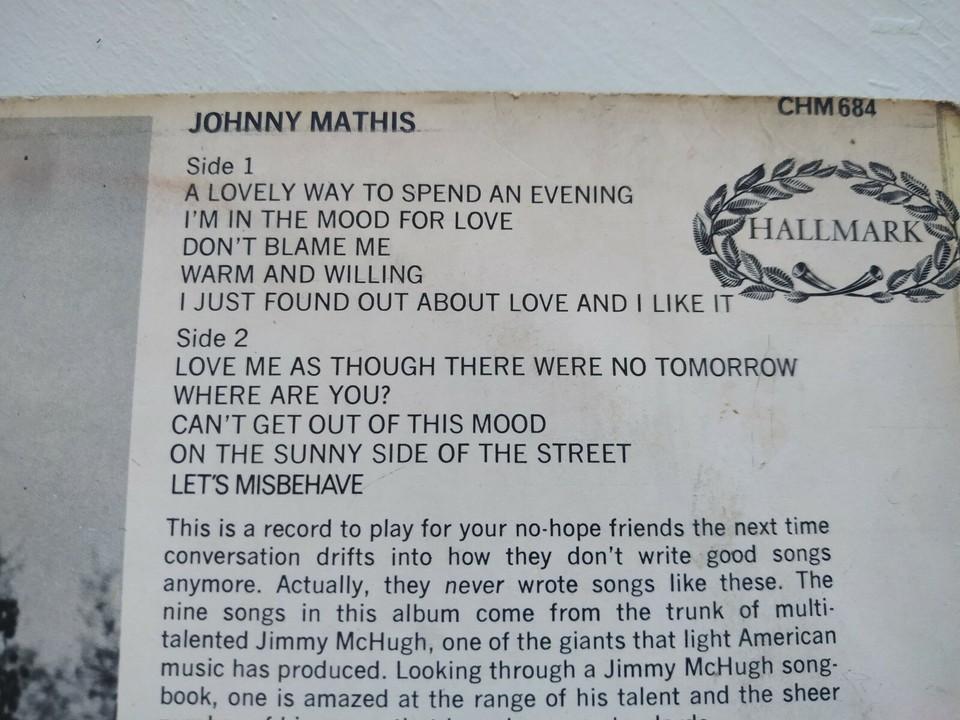 JOHNNY MATHIS
CHM 684
HALLMARK
Side 1
A LOVELY WAY TO SPEND AN EVENING
I'M IN THE MOOD FOR LOVE
DON'T BLAME ME
WARM AND WILLING
I JUST FOUND OUT ABOUT LOVE AND I LIKE IT
Side 2
LOVE ME AS THOUGH THERE WERE NO TOMORROW
WHERE ARE YOU?
CAN'T GET OUT OF THIS MOOD
ON THE SUNNY SIDE OF THE STREET
LET'S MISBEHAVE
This is a record to play for your no-hope friends the next time
conversation drifts into how they don't write good songs
anymore. Actually, they never wrote songs like these. The
nine songs in this album come from the trunk of multi-
talented Jimmy McHugh, one of the giants that light American
music has produced. Looking through a Jimmy McHugh song-
book, one is amazed at the range of his talent and the sheer